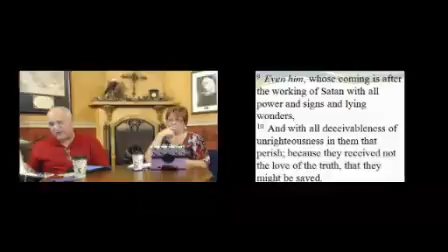 9 Even him, whose coming is after
the working of Satan with all
power and signs and lying
wonders,
10 And with all deceivableness of
unrighteousness in them that
perish; because they received not
the love of the truth, that they
might be saved.